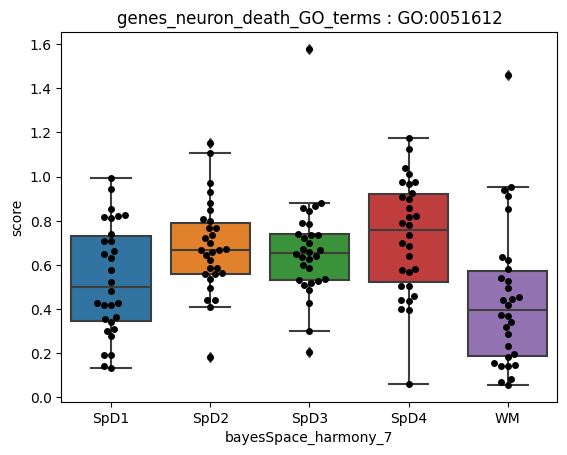 genes_neuron_death_GO_terms : GO:0051612
score
1.6
1.4
1.2
1.0
0.8
0.6
0.4
0.2
0.0
SpD1 SpD2 SpD3 SpD4 WM
bayesSpace_harmony_7